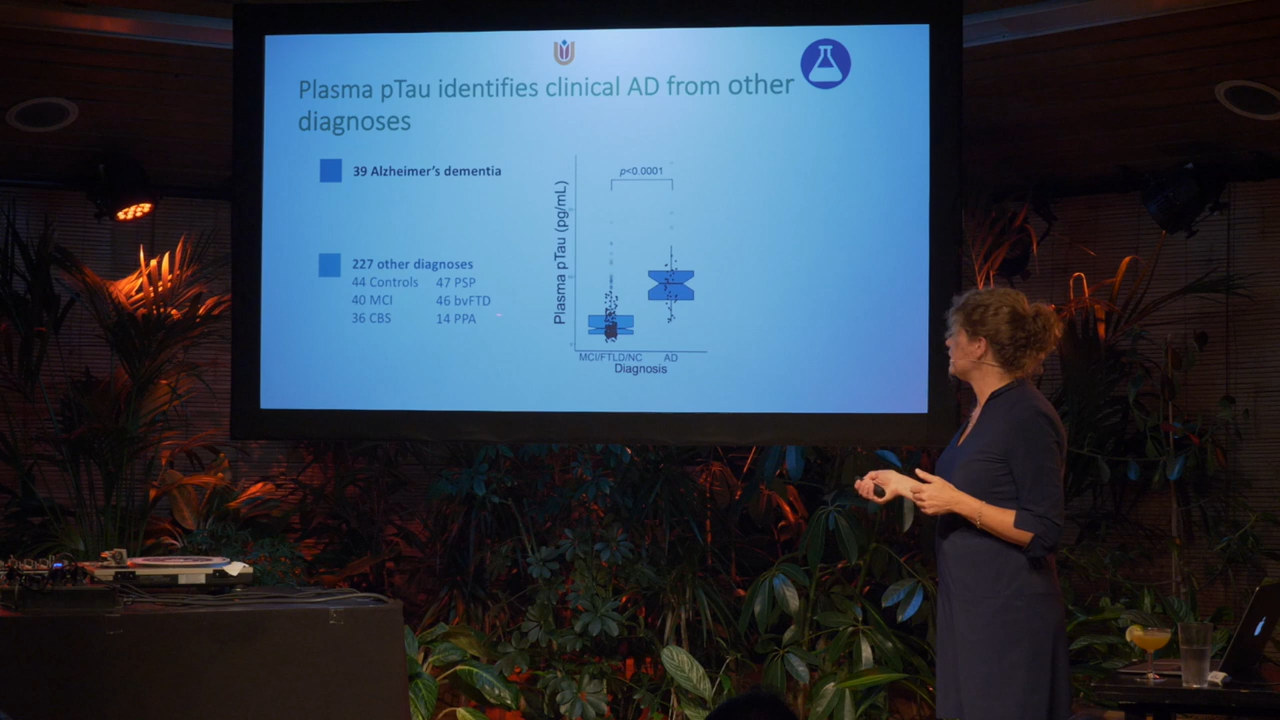 Plasma pTau identifies clinical AD from other
diagnoses
39 Alzheimer’s dementia
227 other diagnoses
44 Controls 47 PSP
40 MCI 46 bvFTD
36 CBS 14 PPA
Plasma pTau (pg/mL)
p<0.0001
MCI/FTLD/NC AD
Diagnosis